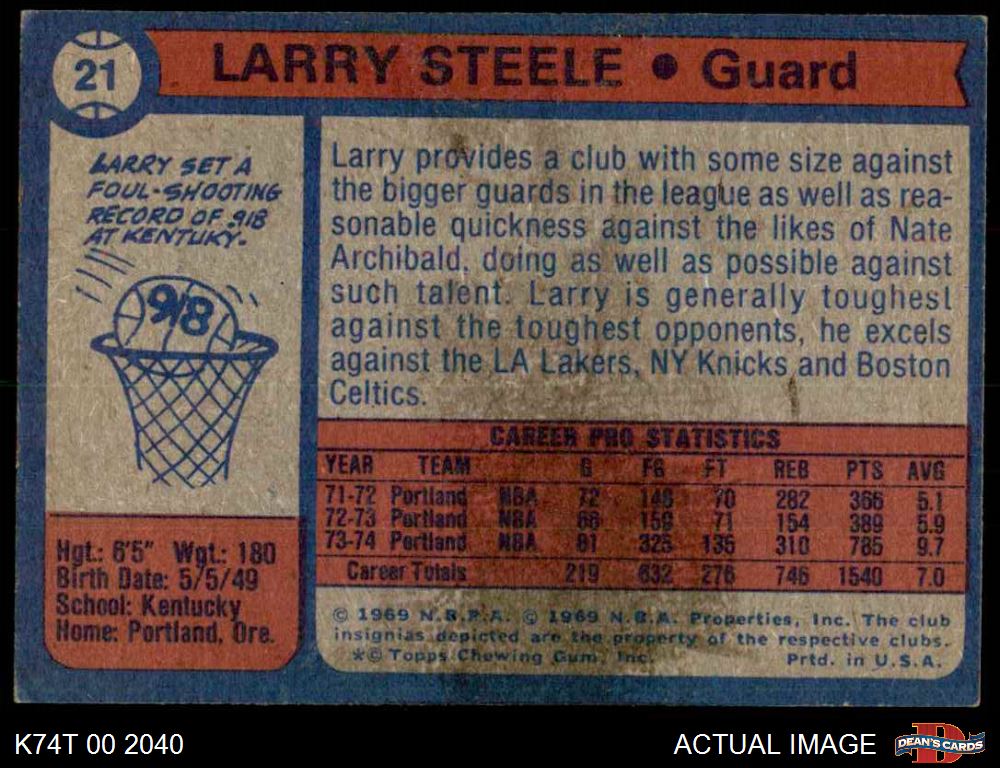 21
LARRY STEELE • Guard
LARRY SET A
FOUL-SHOOTING
RECORD OF .918
AT KENTUKY.
918
Hgt.: 6'5" Wgt.: 180
Birth Date: 5/5/49
School: Kentucky
Home: Portland, Ore.
Larry provides a club with some size against
the bigger guards in the league as well as rea-
sonable quickness against the likes of Nate
Archibald, doing as well as possible against
such talent. Larry is generally toughest
against the toughest opponents, he excels
against the LA Lakers, NY Knicks and Boston
Celtics.
CAREER PRO STATISTICS
YEAR TEAM G FG FT REB PTS AVG
71-72 Portland NBA 72 148 70 282 366 5.1
72-73 Portland NBA 66 159 71 154 389 5.9
73-74 Portland NBA 81 325 135 310 785 9.7
Career Totals 219 632 276 746 1540 7.0
© 1969 N.B.P.A. © 1969 N.B.A. Properties, Inc. The club
insignias depicted are the property of the respective clubs.
*© Topps Chewing Gum, Inc. Prtd. in U.S.A.
K74T 00 2040
ACTUAL IMAGE
D
DEAN'S CARDS